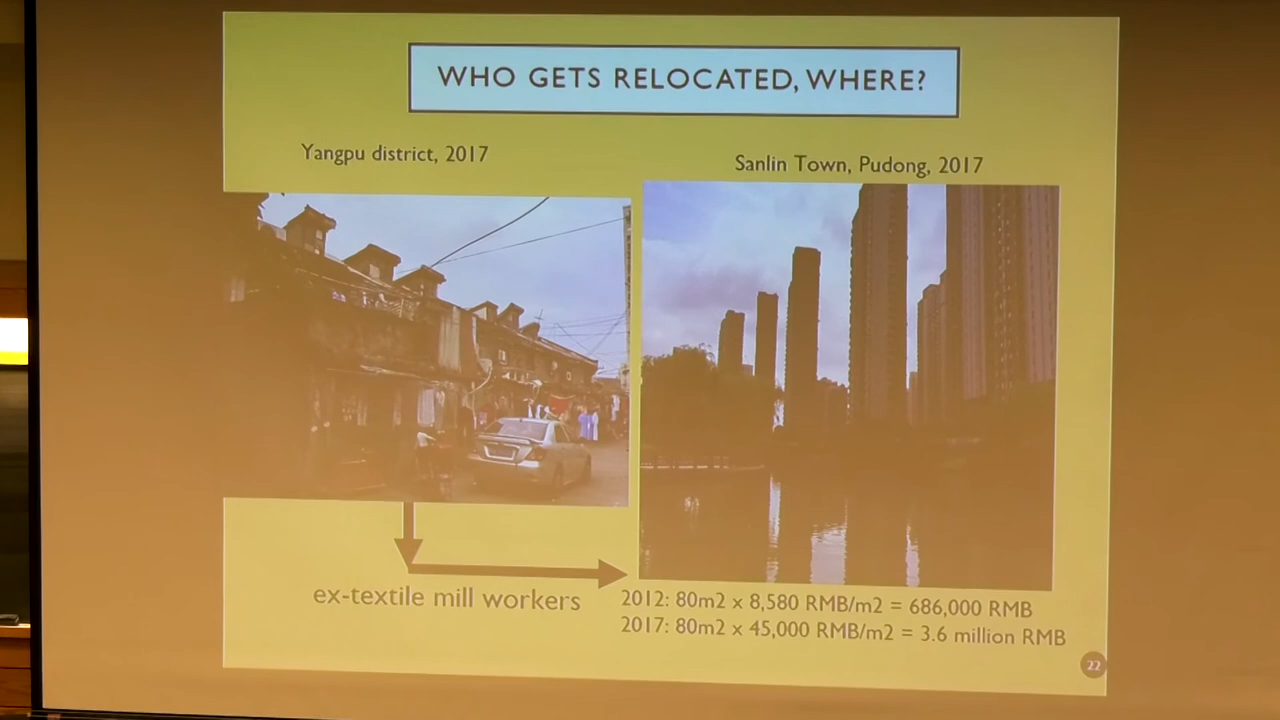 WHO GETS RELOCATED, WHERE?
Yangpu district, 2017
Sanlin Town, Pudong, 2017
ex-textile mill workers
2012: 80m2 x 8,580 RMB/m2 = 686,000 RMB
2017: 80m2 x 45,000 RMB/m2 = 3.6 million RMB
22